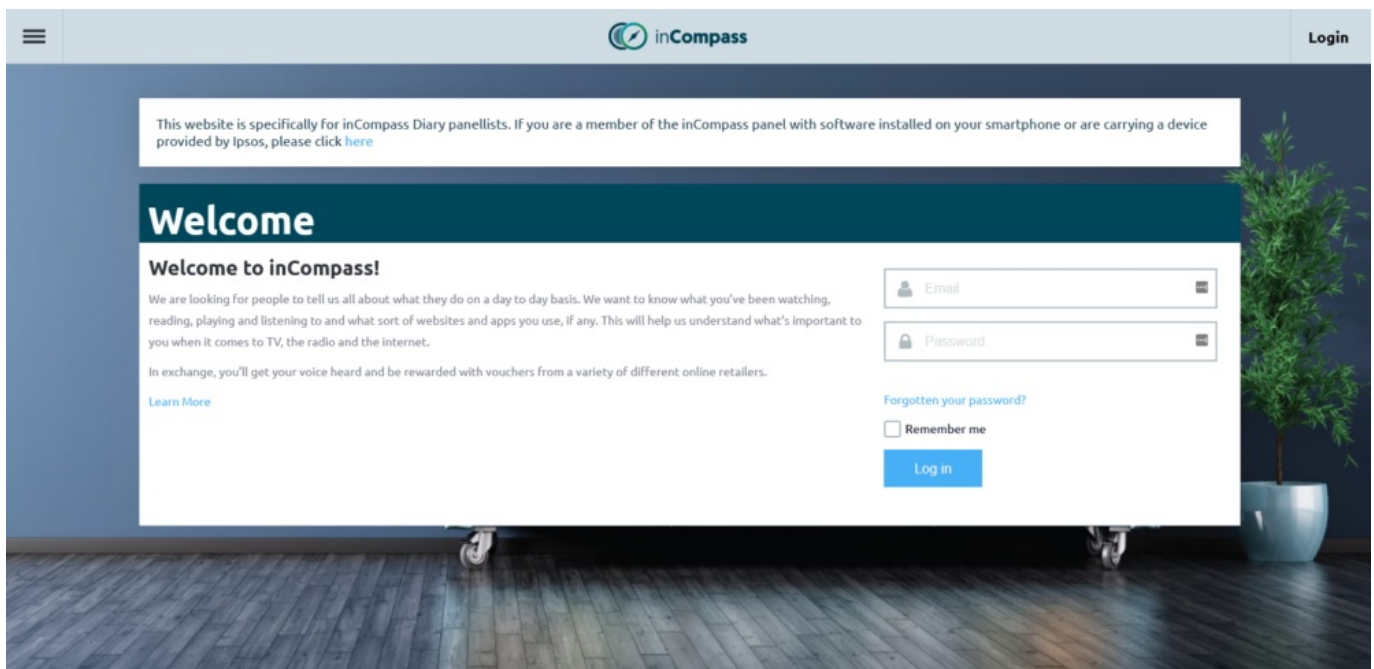 inCompass
Login
This website is specifically for inCompass Diary panellists. If you are a member of the inCompass panel with software installed on your smartphone or are carrying a device
provided by Ipsos, please click here
Welcome
Welcome to inCompass!
We are looking for people to tell us all about what they do on a day to day basis. We want to know what you've been watching,
reading, playing and listening to and what sort of websites and apps you use, if any. This will help us understand what's important to
you when it comes to TV, the radio and the internet.
In exchange, you'll get your voice heard and be rewarded with vouchers from a variety of different online retailers.
Learn More
Email
Password
Forgotten your password?
Remember me
Log in